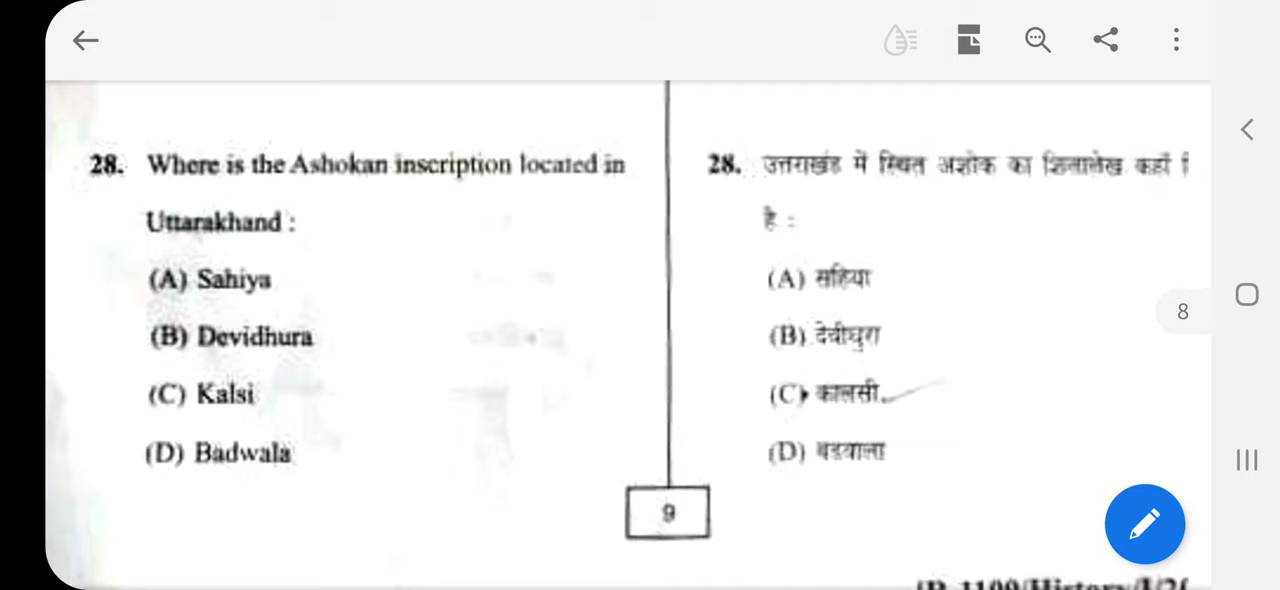 28. Where is the Ashokan inscription located in
Uttarakhand :
(A) Sahiya
(B) Devidhura
(C) Kalsi
(D) Badwala
28. उत्तराखंड में स्थित अशोक का शिलालेख कहाँ
है :
(A) सहिया
(B) देवीधुरा
(C) कालसी
(D) बडवाला
9
8